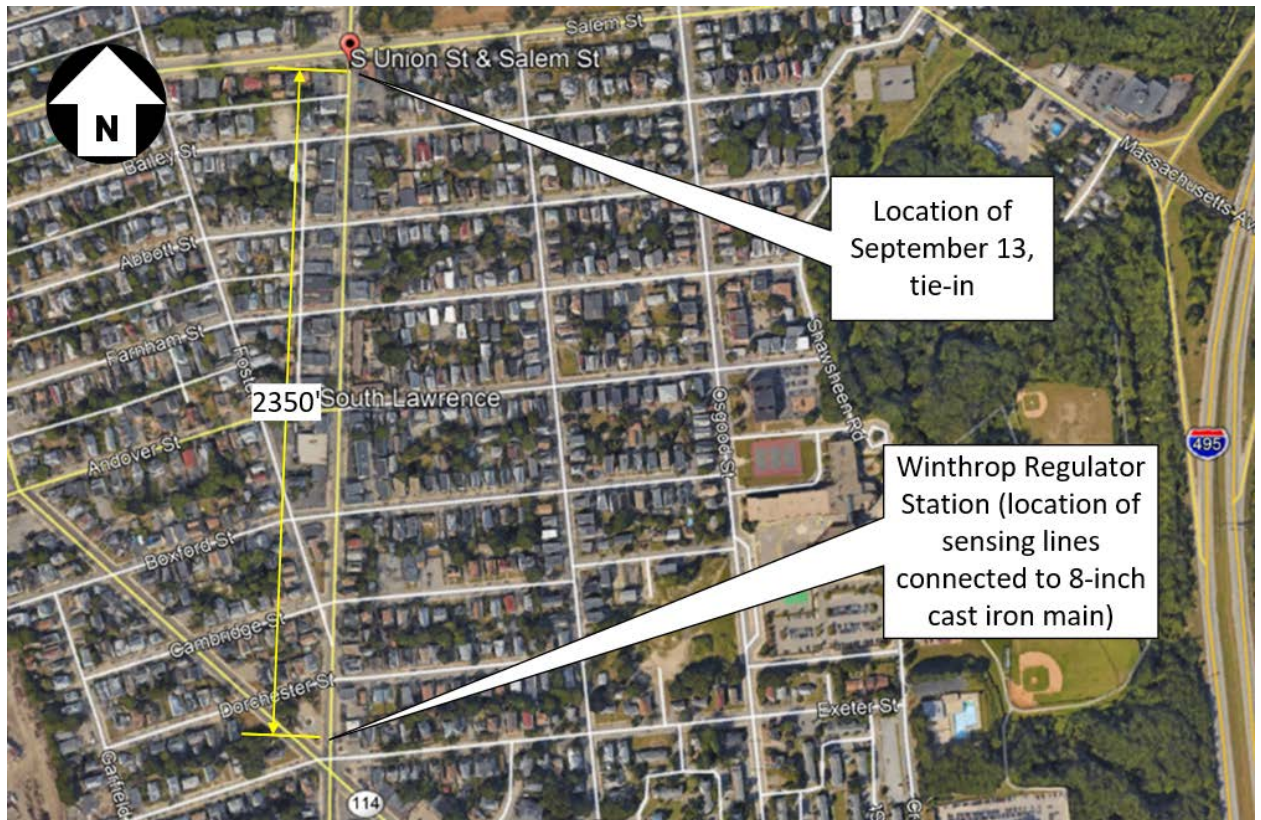 Salem St
S Union St & Salem St
N
Bailey St
Massachusetts Av
Location of
September 13,
tie-in
Abbott St
Farnham St
Shawsheen Rd
Foste
2350'
South Lawrence
Osgood St
Andover St
495
Winthrop Regulator
Station (location of
sensing lines
connected to 8-inch
cast iron main)
Boxford St
Cambridge St
Dorchester St
Exeter St
Garfield
114